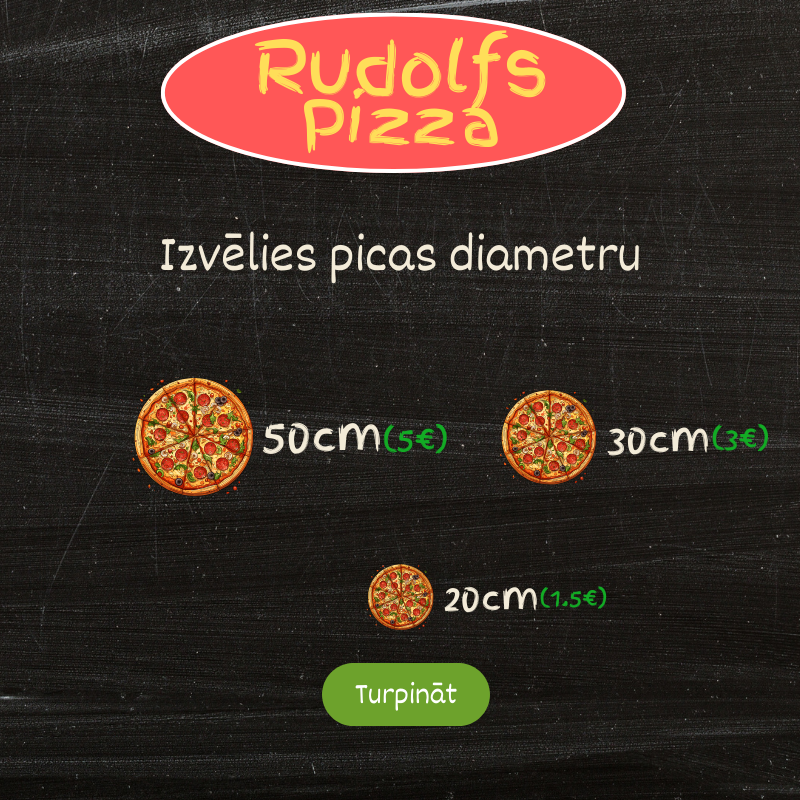 Rudolfs
Pizza
Izvēlies picas diametru
50cm(5€)
30cm(3€)
20cm(1.5€)
Turpināt